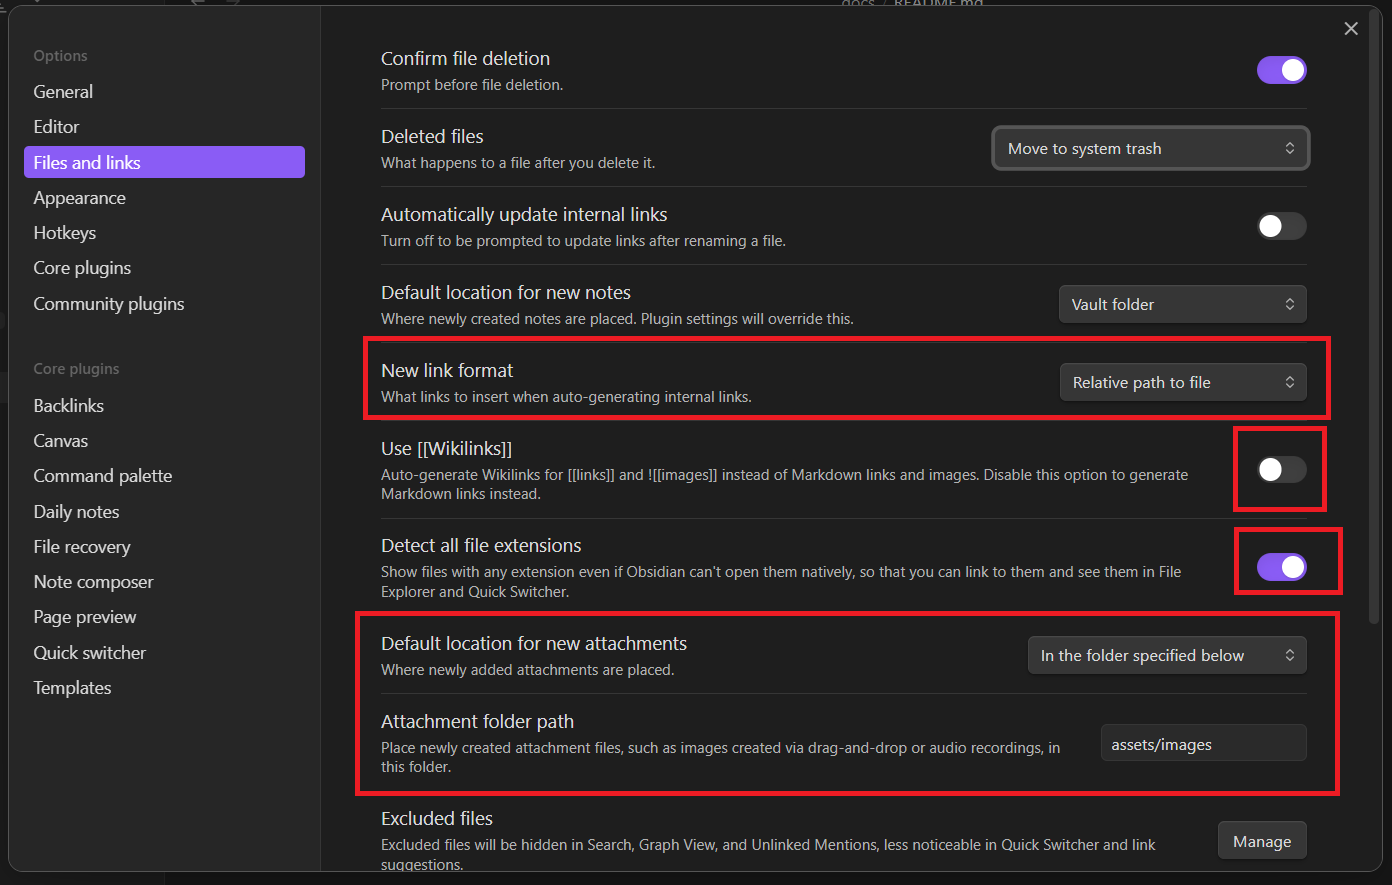 docs / README.md
Options
General
Editor
Files and links
Appearance
Hotkeys
Core plugins
Community plugins
Core plugins
Backlinks
Canvas
Command palette
Daily notes
File recovery
Note composer
Page preview
Quick switcher
Templates
Confirm file deletion
Prompt before file deletion.
Deleted files
What happens to a file after you delete it.
Move to system trash
Automatically update internal links
Turn off to be prompted to update links after renaming a file.
Default location for new notes
Where newly created notes are placed. Plugin settings will override this.
Vault folder
New link format
What links to insert when auto-generating internal links.
Relative path to file
Use [[Wikilinks]]
Auto-generate Wikilinks for [[links]] and ![[images]] instead of Markdown links and images. Disable this option to generate
Markdown links instead.
Detect all file extensions
Show files with any extension even if Obsidian can't open them natively, so that you can link to them and see them in File
Explorer and Quick Switcher.
Default location for new attachments
Where newly added attachments are placed.
In the folder specified below
Attachment folder path
Place newly created attachment files, such as images created via drag-and-drop or audio recordings, in
this folder.
assets/images
Excluded files
Excluded files will be hidden in Search, Graph View, and Unlinked Mentions, less noticeable in Quick Switcher and link
suggestions.
Manage